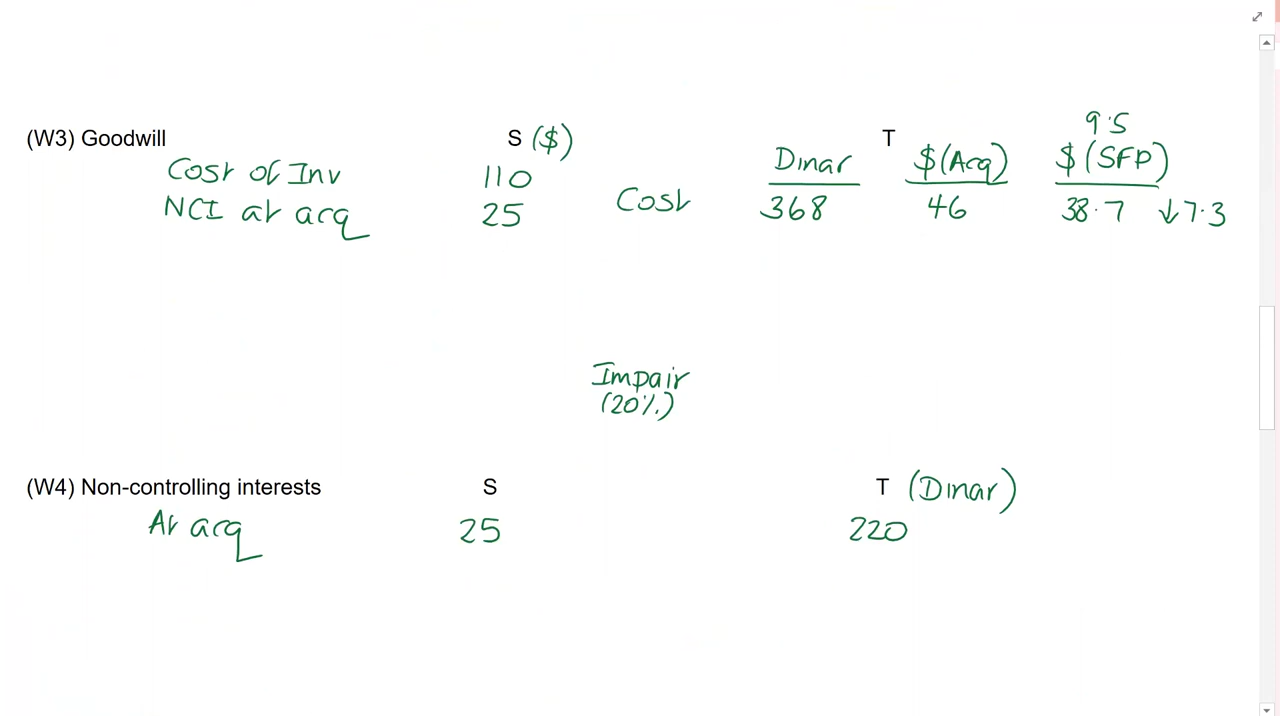 9.5
(W3) Goodwill S ($) T
Dinar $(Acq) $(SFP)
Cost of Inv 110
Cost 368 46 38.7 ↓7.3
NCI at acq 25
Impair
(20%)
(W4) Non-controlling interests S T (Dinar)
At acq 25 220